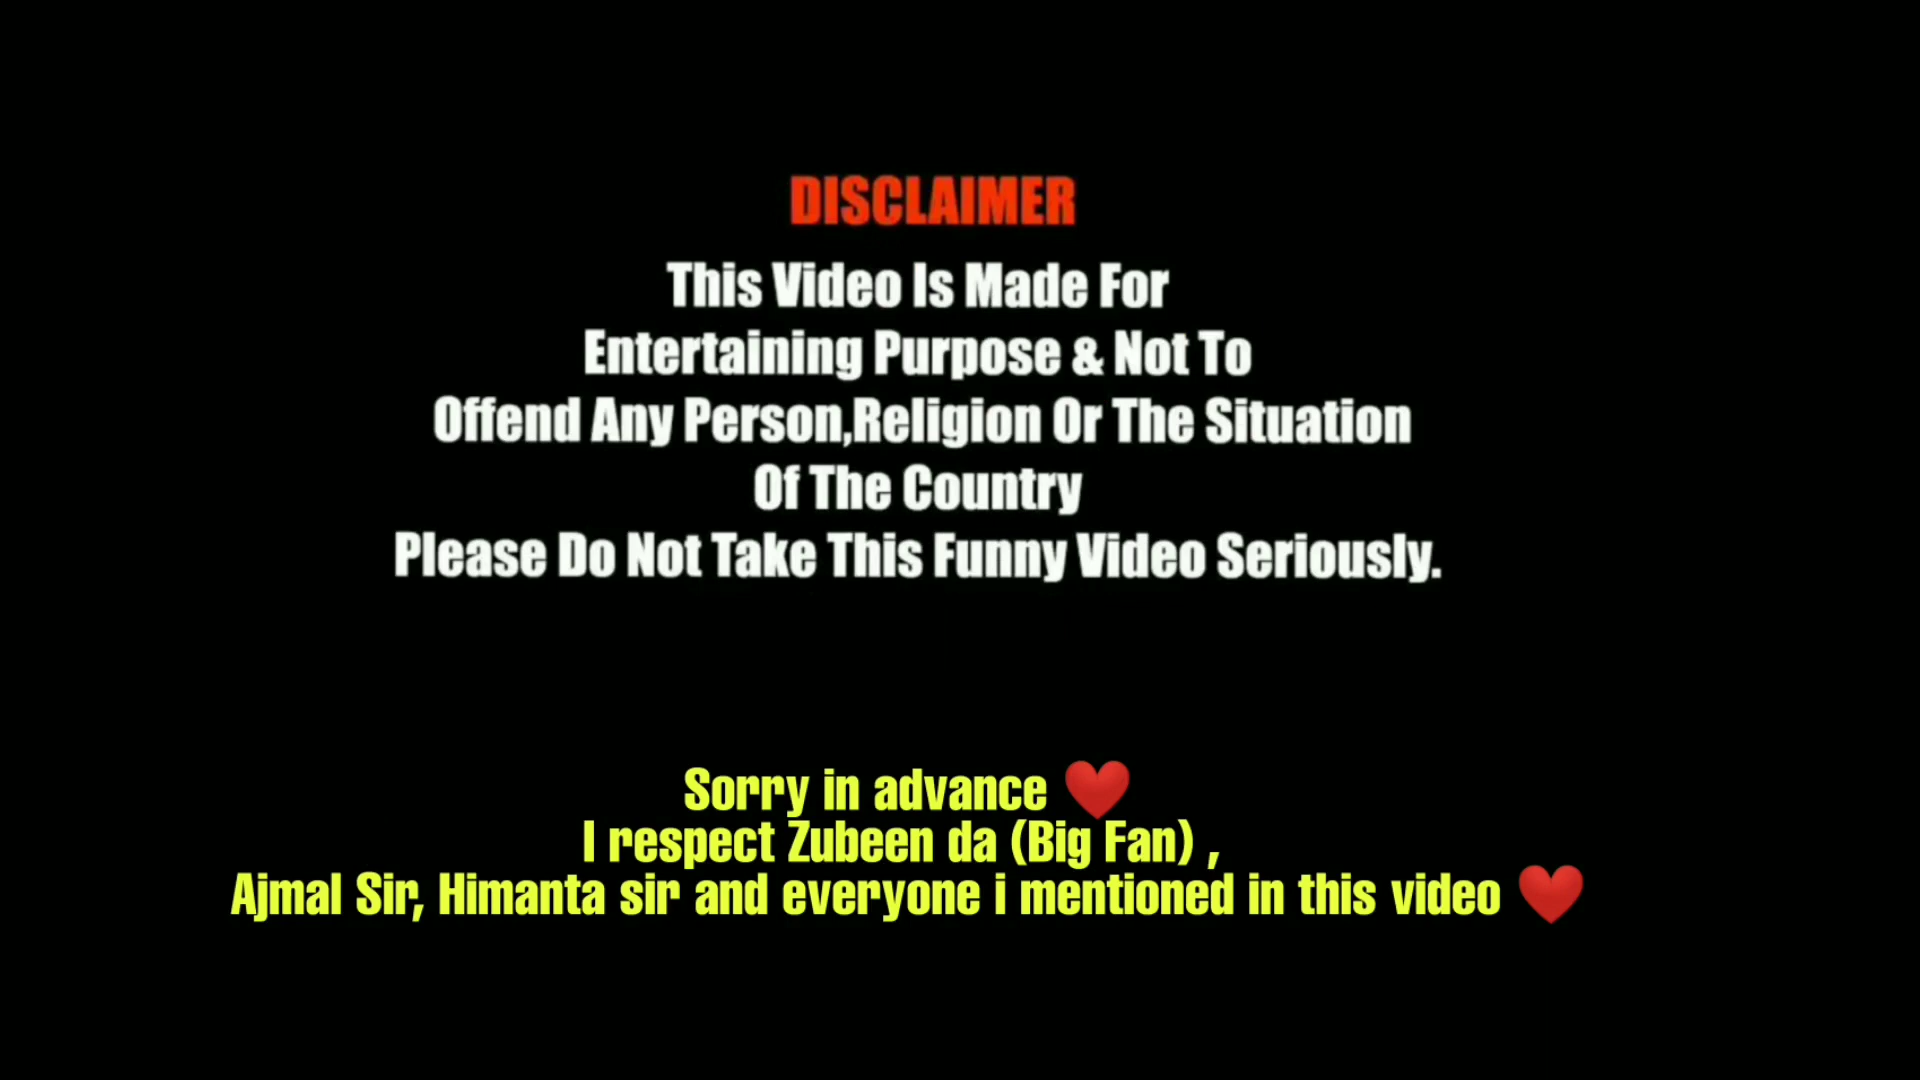 DISCLAIMER
This Video Is Made For
Entertaining Purpose & Not To
Offend Any Person,Religion Or The Situation
Of The Country
Please Do Not Take This Funny Video Seriously.
Sorry in advance ❤️
I respect Zubeen da (Big Fan) ,
Ajmal Sir, Himanta sir and everyone i mentioned in this video ❤️